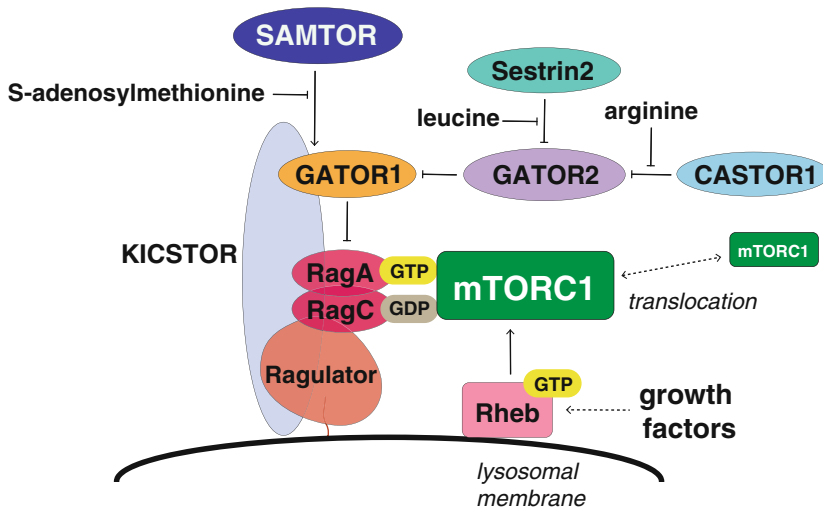 SAMTOR
Sestrin2
S-adenosylmethionine
leucine
arginine
GATOR1
GATOR2
CASTOR1
KICSTOR
RagA
GTP
mTORC1
mTORC1
translocation
RagC
GDP
Ragulator
GTP
Rheb
growth
factors
lysosomal
membrane